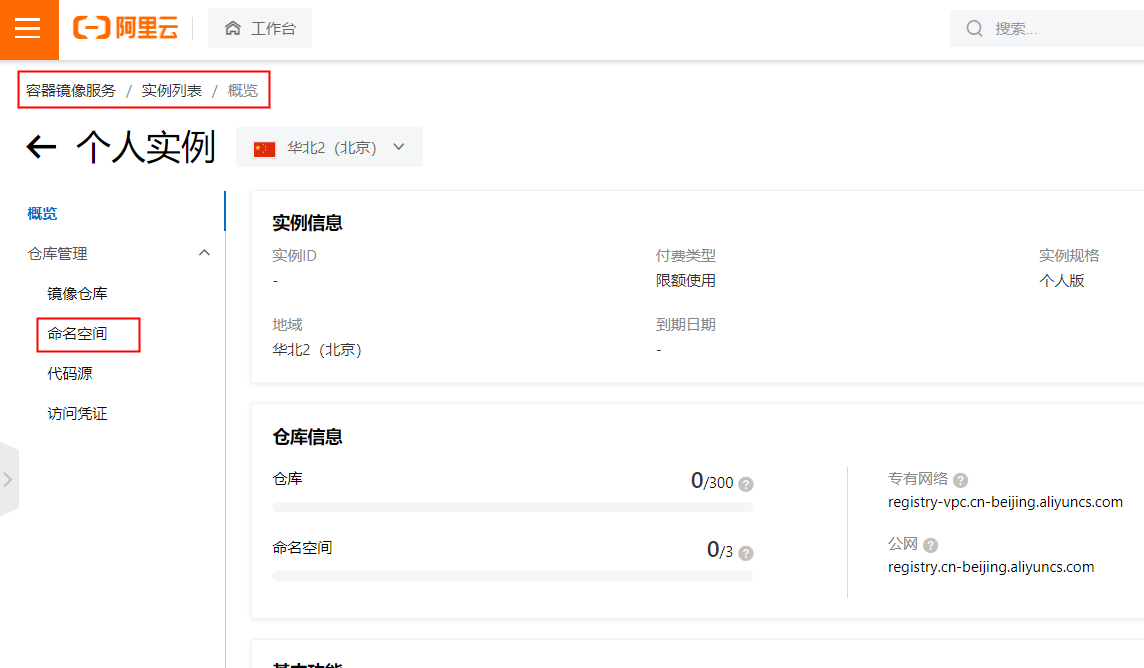 阿里云
工作台
搜索...
容器镜像服务 / 实例列表 / 概览
个人实例
华北2（北京）
概览
仓库管理
镜像仓库
命名空间
代码源
访问凭证
实例信息
实例ID
-
付费类型
限额使用
实例规格
个人版
地域
华北2（北京）
到期日期
-
仓库信息
仓库
0/300
命名空间
0/3
专有网络
registry-vpc.cn-beijing.aliyuncs.com
公网
registry.cn-beijing.aliyuncs.com
基本功能